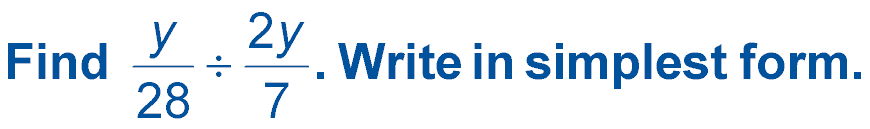 Find y/28 ÷ 2y/7. Write in simplest form.